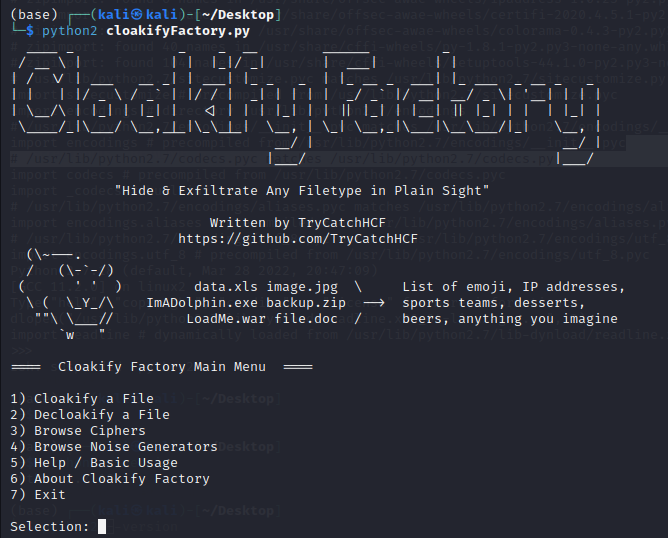 (base) ┌──(kali㉿kali)-[~/Desktop]
└─$ python2 cloakifyFactory.py
CloakifyFactory
"Hide & Exfiltrate Any Filetype in Plain Sight"
Written by TryCatchHCF
https://github.com/TryCatchHCF
(\~---.
/   (\-`-/)
(      ' '  )         data.xls image.jpg  \     List of emoji, IP addresses,
\ (  \_Y_/\    ImADolphin.exe backup.zip  -->  sports teams, desserts,
""\ \___//         LoadMe.war file.doc  /     beers, anything you imagine
`w   "
====  Cloakify Factory Main Menu  ====
1) Cloakify a File
2) Decloakify a File
3) Browse Ciphers
4) Browse Noise Generators
5) Help / Basic Usage
6) About Cloakify Factory
7) Exit
Selection: